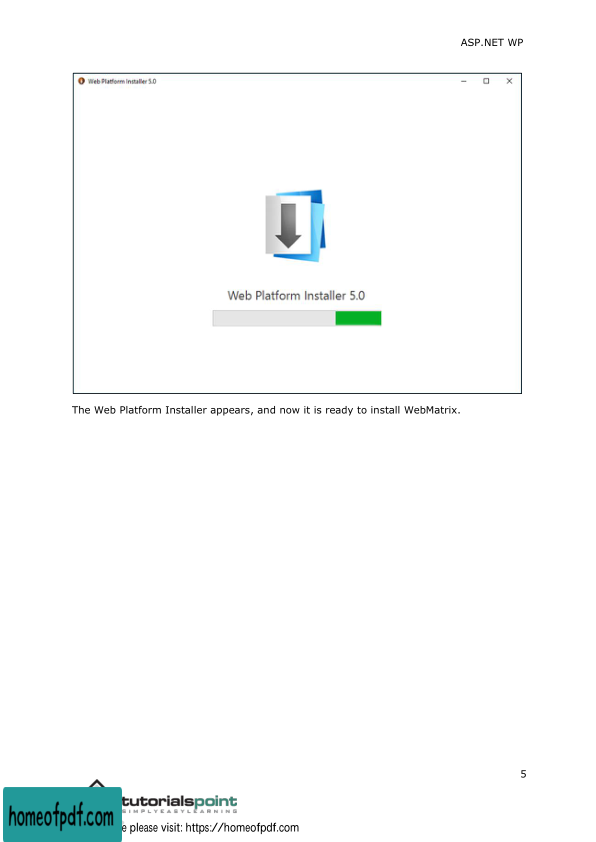 ASP.NET WP
Web Platform Installer 5.0
Web Platform Installer 5.0
The Web Platform Installer appears, and now it is ready to install WebMatrix.
5
tutorialspoint
SIMPLYEASYLEARNING
homeofpdf.com
e please visit: https://homeofpdf.com